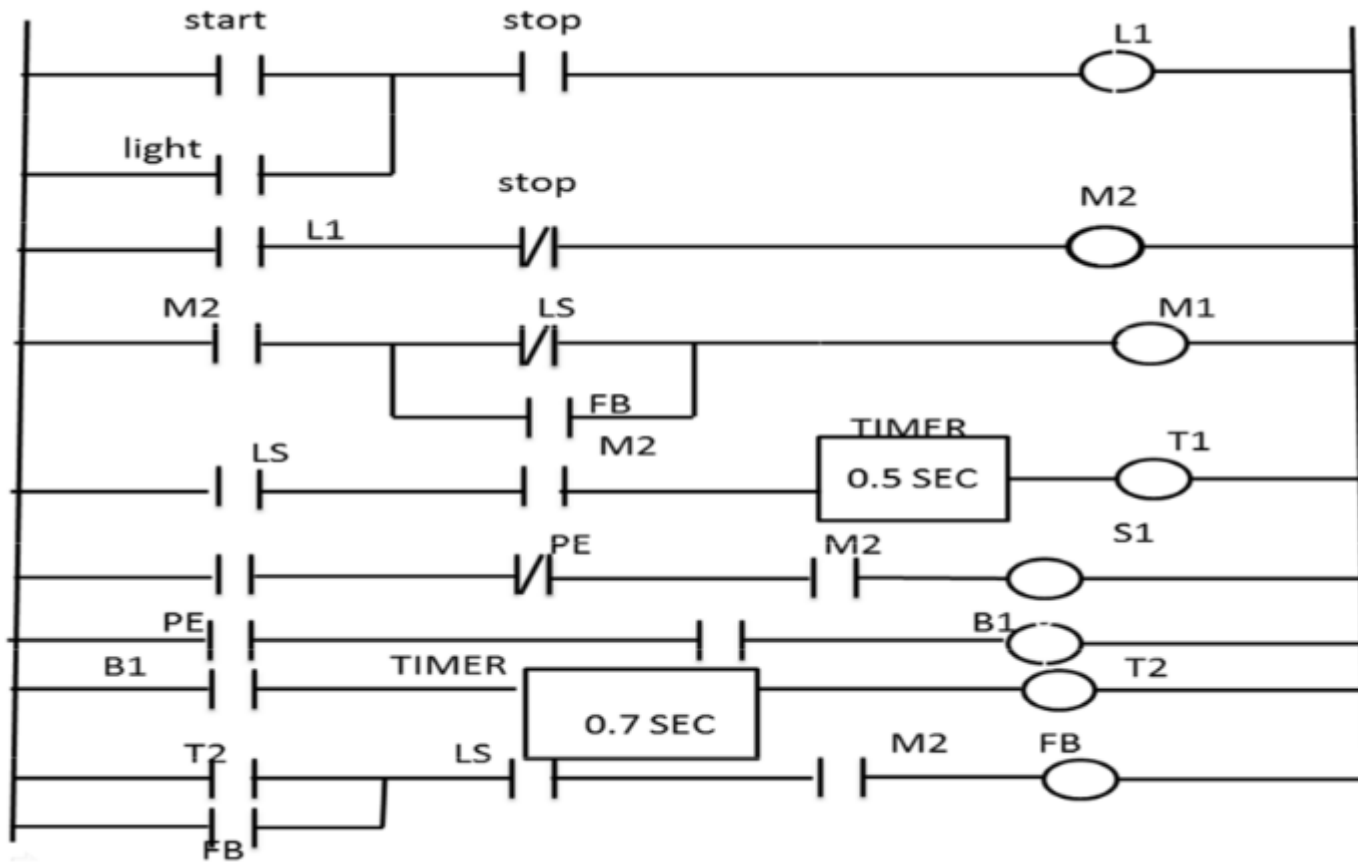 start stop L1
light
stop M2
L1
M2 LS M1
FB
TIMER
LS M2 0.5 SEC T1
PE M2 S1
PE B1
B1 TIMER T2
0.7 SEC
T2 LS M2 FB
FB